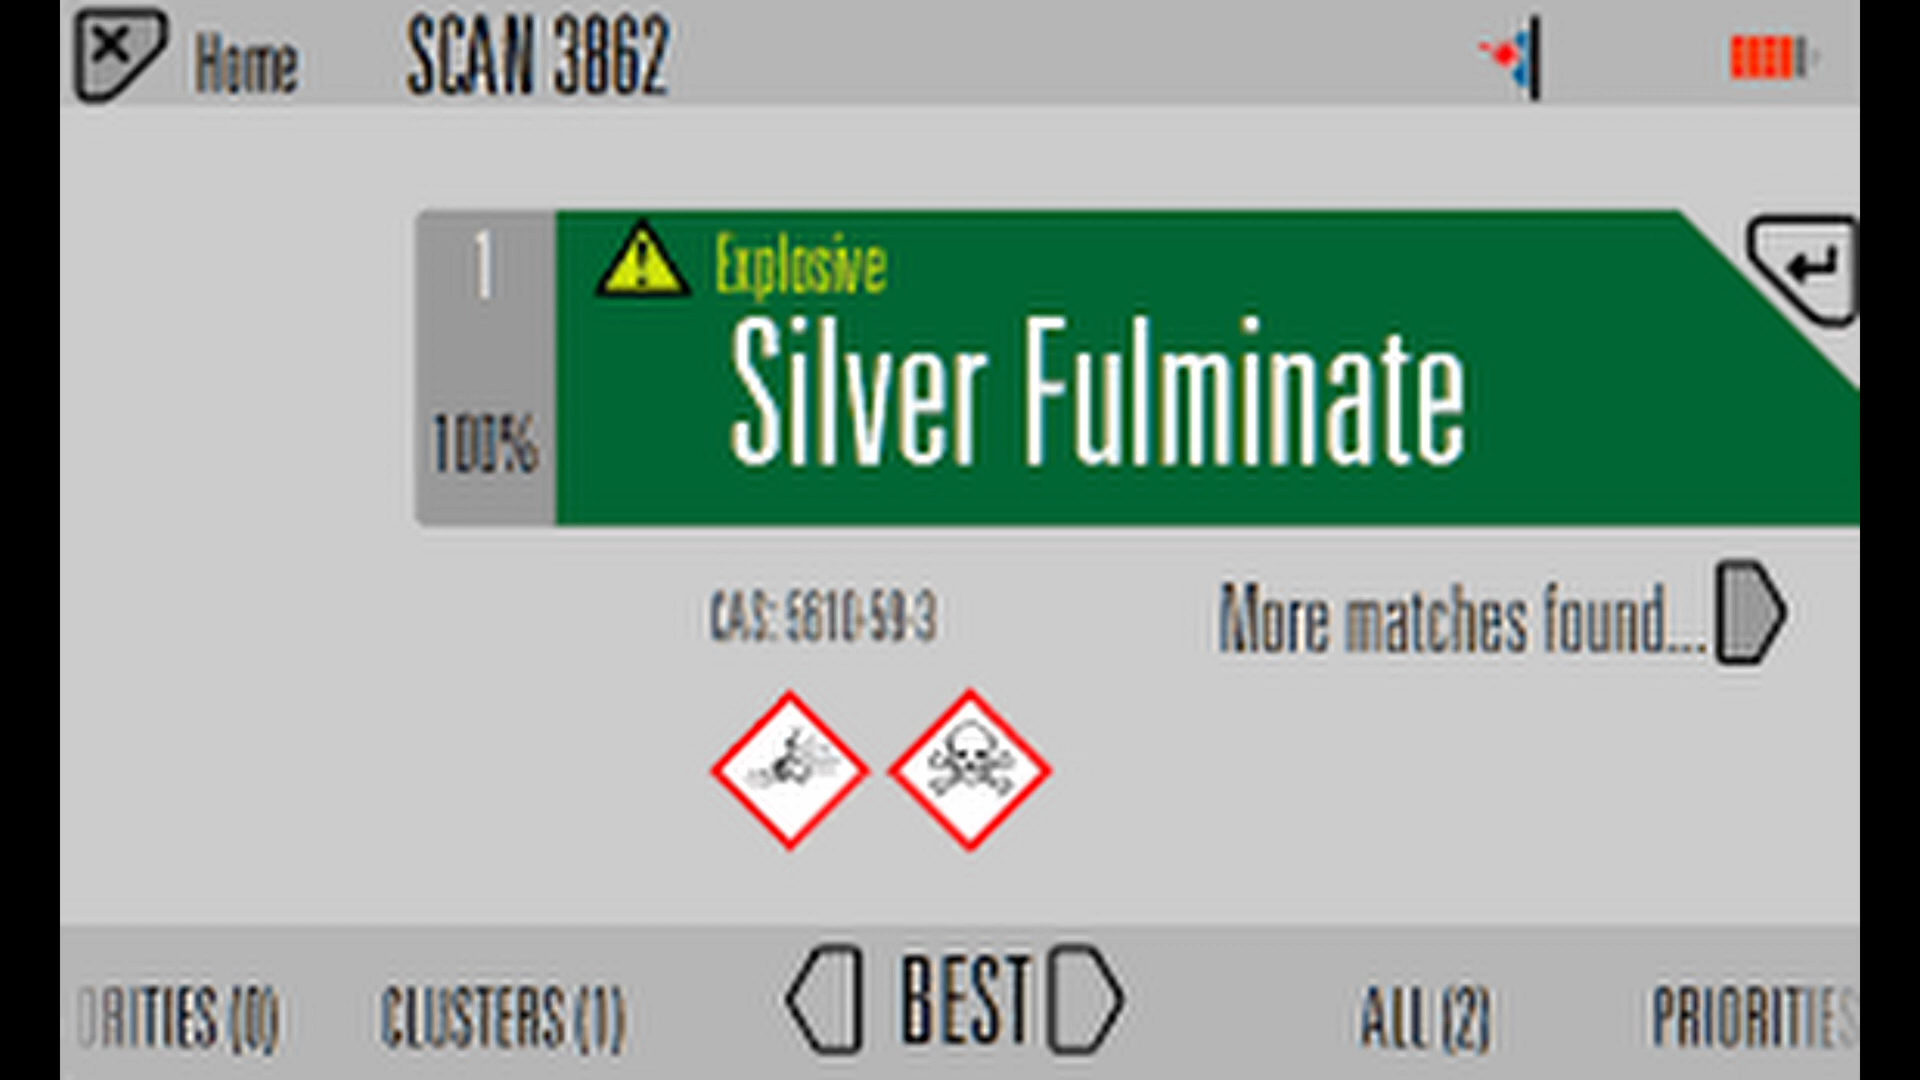 Home
SCAN 3862
1
Explosive
Silver Fulminate
100%
CAS: 5610-59-3
More matches found...
ORITIES (0)
CLUSTERS (1)
BEST
ALL (2)
PRIORITIES